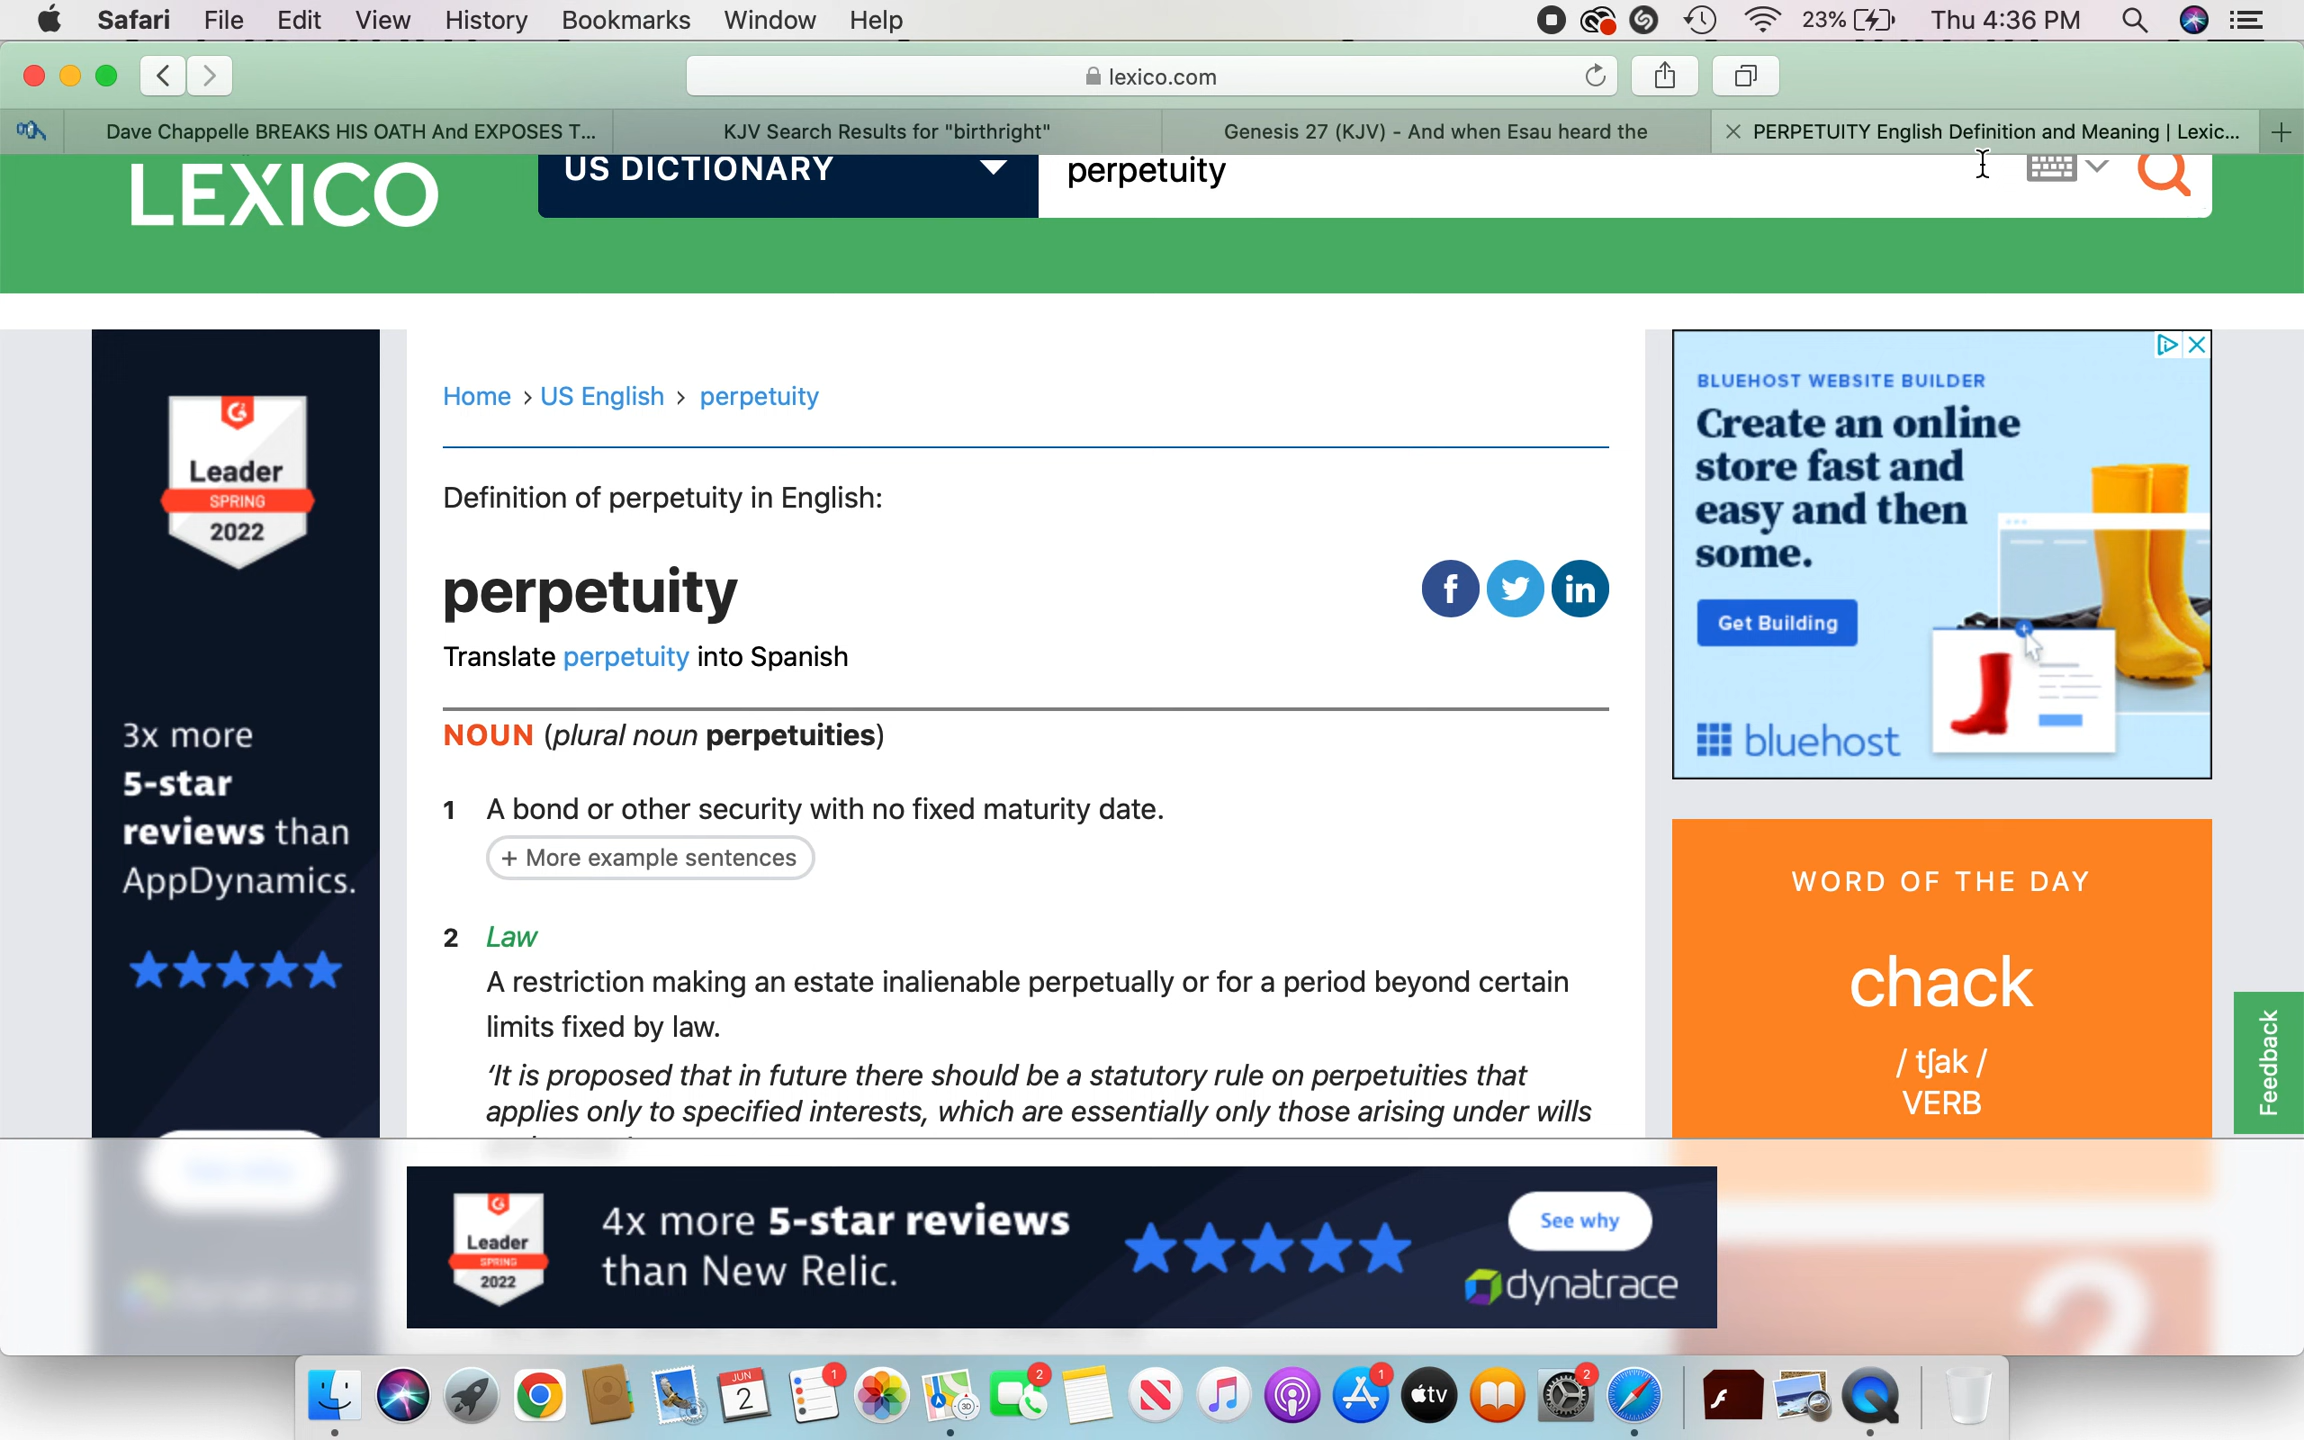 Safari File Edit View History Bookmarks Window Help 23% Thu 4:36 PM
lexico.com
Dave Chappelle BREAKS HIS OATH And EXPOSES T... KJV Search Results for "birthright" Genesis 27 (KJV) - And when Esau heard the PERPETUITY English Definition and Meaning | Lexic...
LEXICO US DICTIONARY perpetuity
Home › US English › perpetuity
Definition of perpetuity in English:
perpetuity
Translate perpetuity into Spanish
NOUN (plural noun perpetuities)
1 A bond or other security with no fixed maturity date.
+ More example sentences
2 Law
A restriction making an estate inalienable perpetually or for a period beyond certain
limits fixed by law.
‘It is proposed that in future there should be a statutory rule on perpetuities that
applies only to specified interests, which are essentially only those arising under wills
Leader
SPRING
2022
3x more
5-star
reviews than
AppDynamics.
BLUEHOST WEBSITE BUILDER
Create an online
store fast and
easy and then
some.
Get Building
bluehost
WORD OF THE DAY
chack
/ tʃak /
VERB
Feedback
Leader
SPRING
2022
4x more 5-star reviews
than New Relic.
See why
dynatrace
JUN
2
1
3D
2
1
tv
2